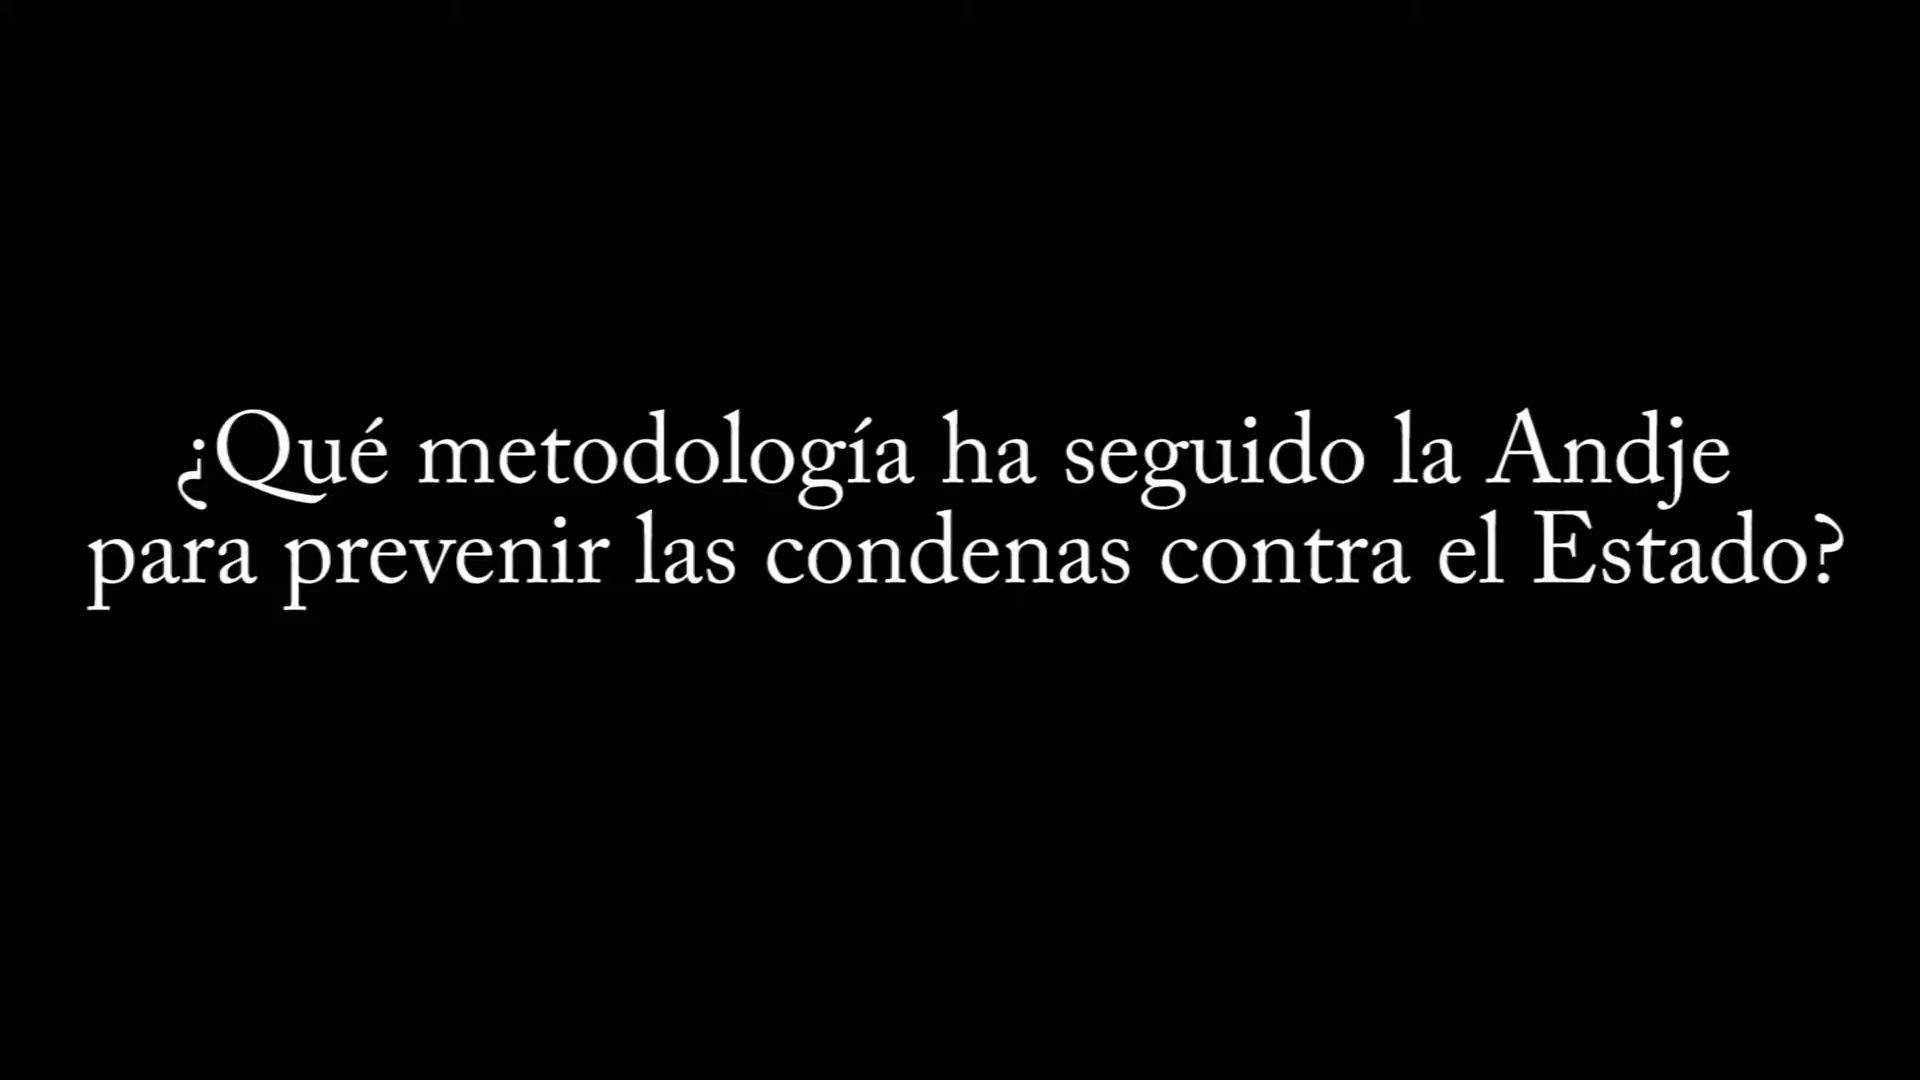 ¿Qué metodología ha seguido la Andje
para prevenir las condenas contra el Estado?